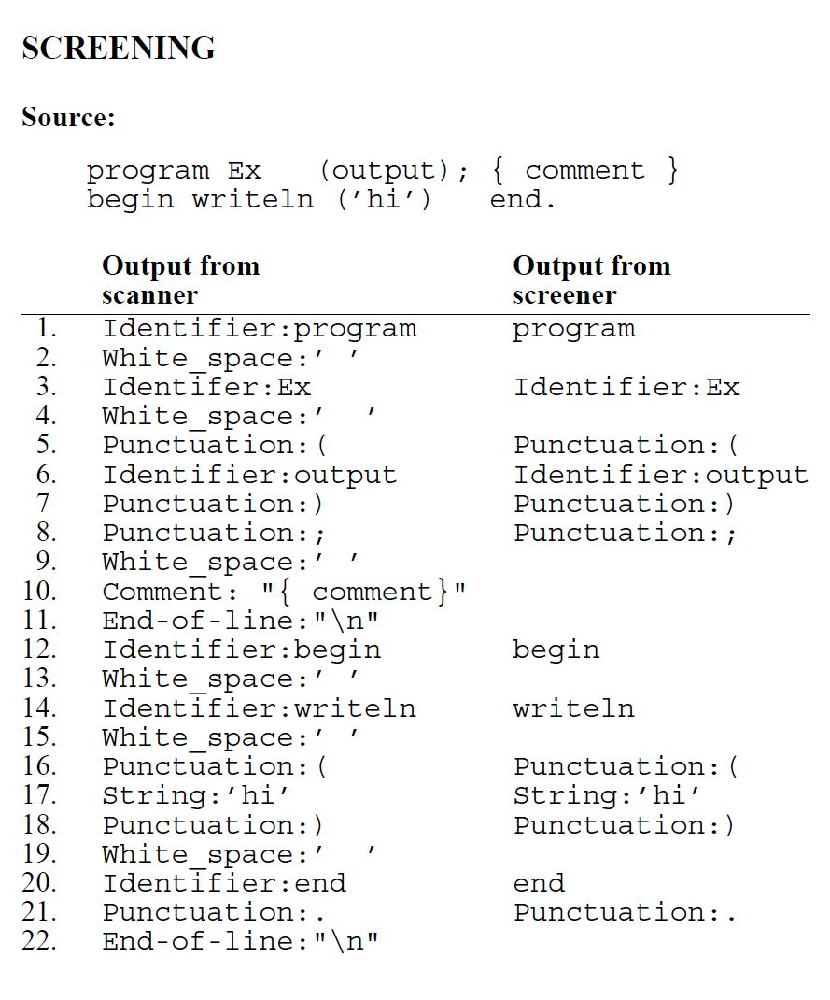 SCREENING
Source:
program Ex   (output); { comment }
begin writeln (’hi’)   end.
Output from Output from
scanner screener
1. Identifier:program program
2. White_space:’ ’
3. Identifer:Ex Identifier:Ex
4. White_space:’  ’
5. Punctuation:( Punctuation:(
6. Identifier:output Identifier:output
7 Punctuation:) Punctuation:)
8. Punctuation:; Punctuation:;
9. White_space:’ ’
10. Comment: "{ comment}"
11. End-of-line:"\n"
12. Identifier:begin begin
13. White_space:’ ’
14. Identifier:writeln writeln
15. White_space:’ ’
16. Punctuation:( Punctuation:(
17. String:’hi’ String:’hi’
18. Punctuation:) Punctuation:)
19. White_space:’  ’
20. Identifier:end end
21. Punctuation:. Punctuation:.
22. End-of-line:"\n"